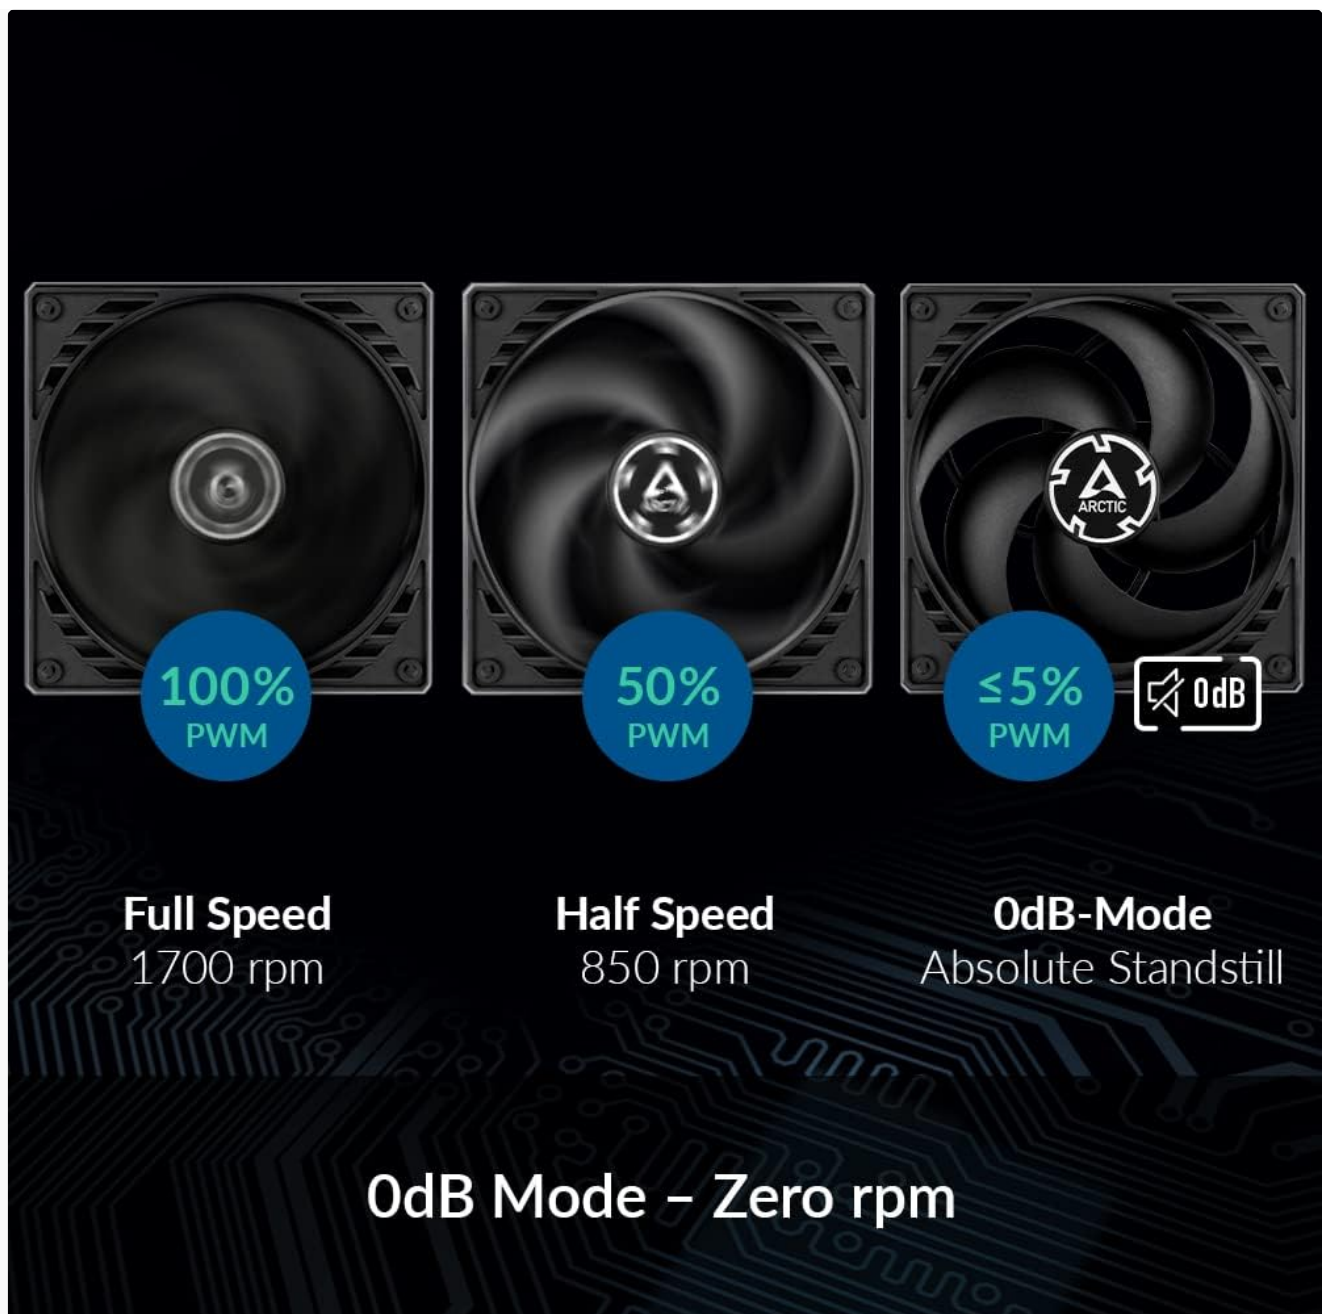 ARCTIC
100%
PWM
50%
PWM
≤5%
PWM
0dB
Full Speed
1700 rpm
Half Speed
850 rpm
0dB-Mode
Absolute Standstill
0dB Mode – Zero rpm